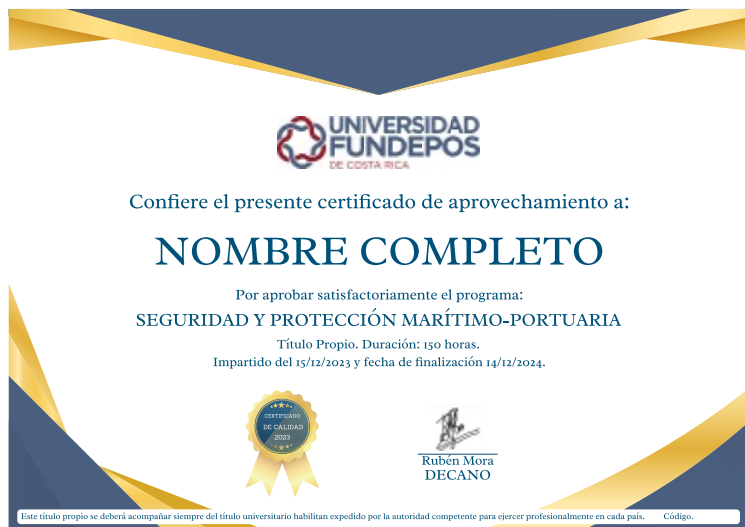 UNIVERSIDAD
FUNDEPOS
DE COSTA RICA
Confiere el presente certificado de aprovechamiento a:
NOMBRE COMPLETO
Por aprobar satisfactoriamente el programa:
SEGURIDAD Y PROTECCIÓN MARÍTIMO-PORTUARIA
Título Propio. Duración: 150 horas.
Impartido del 15/12/2023 y fecha de finalización 14/12/2024.
CERTIFICADO
DE CALIDAD
2023
Rubén Mora
DECANO
Este título propio se deberá acompañar siempre del título universitario habilitan expedido por la autoridad competente para ejercer profesionalmente en cada país. Código.